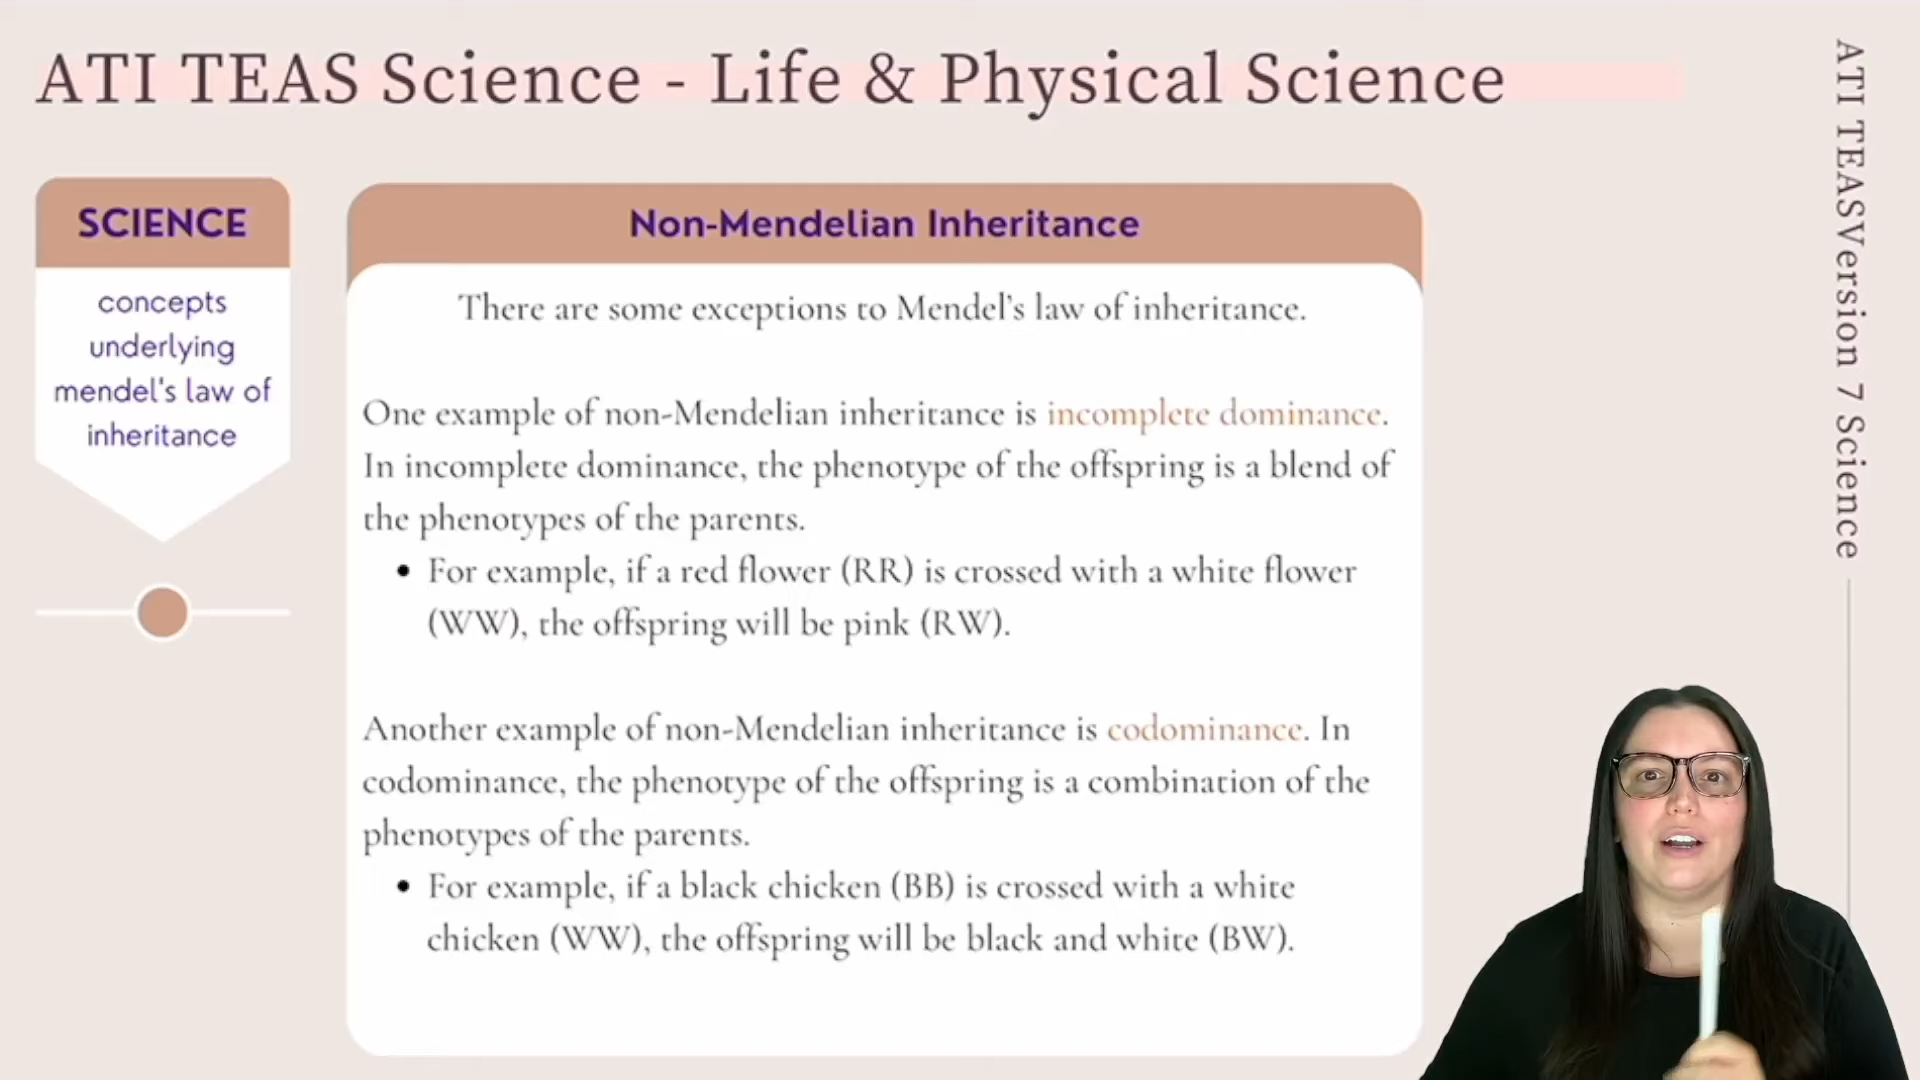 ATI TEAS Science - Life & Physical Science
SCIENCE
concepts
underlying
mendel's law of
inheritance
Non-Mendelian Inheritance
There are some exceptions to Mendel's law of inheritance.
One example of non-Mendelian inheritance is incomplete dominance.
In incomplete dominance, the phenotype of the offspring is a blend of
the phenotypes of the parents.
• For example, if a red flower (RR) is crossed with a white flower
(WW), the offspring will be pink (RW).
Another example of non-Mendelian inheritance is codominance. In
codominance, the phenotype of the offspring is a combination of the
phenotypes of the parents.
• For example, if a black chicken (BB) is crossed with a white
chicken (WW), the offspring will be black and white (BW).
ATI TEASVersion 7 Science